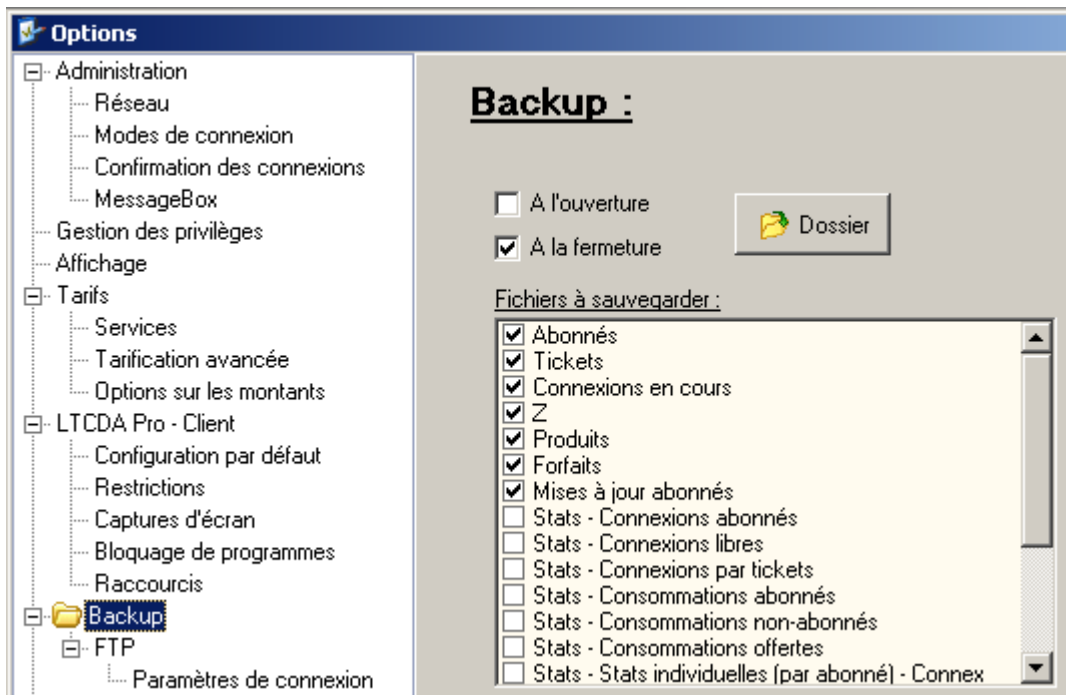 Options
Administration
Réseau
Modes de connexion
Confirmation des connexions
MessageBox
Gestion des privilèges
Affichage
Tarifs
Services
Tarification avancée
Options sur les montants
LTCDA Pro - Client
Configuration par défaut
Restrictions
Captures d'écran
Bloquage de programmes
Raccourcis
Backup
FTP
Paramètres de connexion
Backup :
A l'ouverture
A la fermeture
Dossier
Fichiers à sauvegarder :
Abonnés
Tickets
Connexions en cours
Z
Produits
Forfaits
Mises à jour abonnés
Stats - Connexions abonnés
Stats - Connexions libres
Stats - Connexions par tickets
Stats - Consommations abonnés
Stats - Consommations non-abonnés
Stats - Consommations offertes
Stats - Stats individuelles (par abonné) - Connex